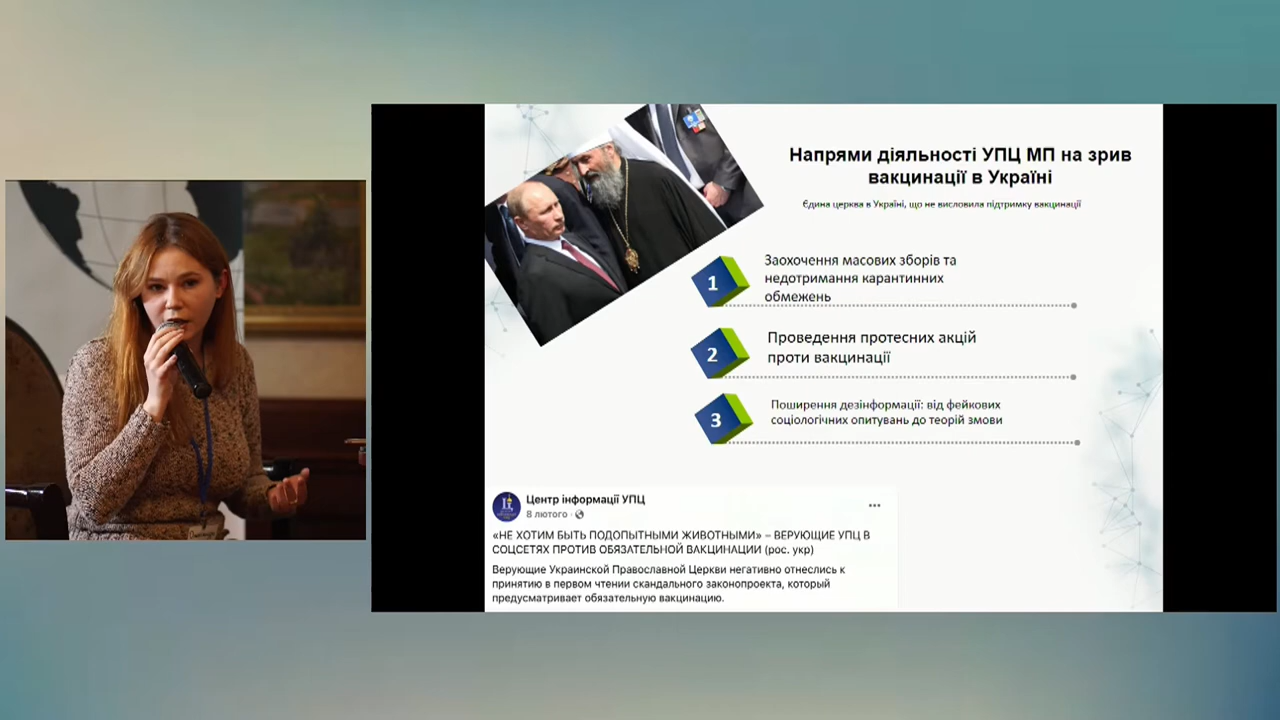 Напрями діяльності УПЦ МП на зрив
вакцинації в Україні
Єдина церква в Україні, що не висловила підтримку вакцинації
1
Заохочення масових зборів та
недотримання карантинних
обмежень
2
Проведення протесних акцій
проти вакцинації
3
Поширення дезінформації: від фейкових
соціологічних опитувань до теорій змови
Центр інформації УПЦ
8 лютого ·
«НЕ ХОТИМ БЫТЬ ПОДОПЫТНЫМИ ЖИВОТНЫМИ» – ВЕРУЮЩИЕ УПЦ В
СОЦСЕТЯХ ПРОТИВ ОБЯЗАТЕЛЬНОЙ ВАКЦИНАЦИИ (рос. укр)
Верующие Украинской Православной Церкви негативно отнеслись к
принятию в первом чтении скандального законопроекта, который
предусматривает обязательную вакцинацию.